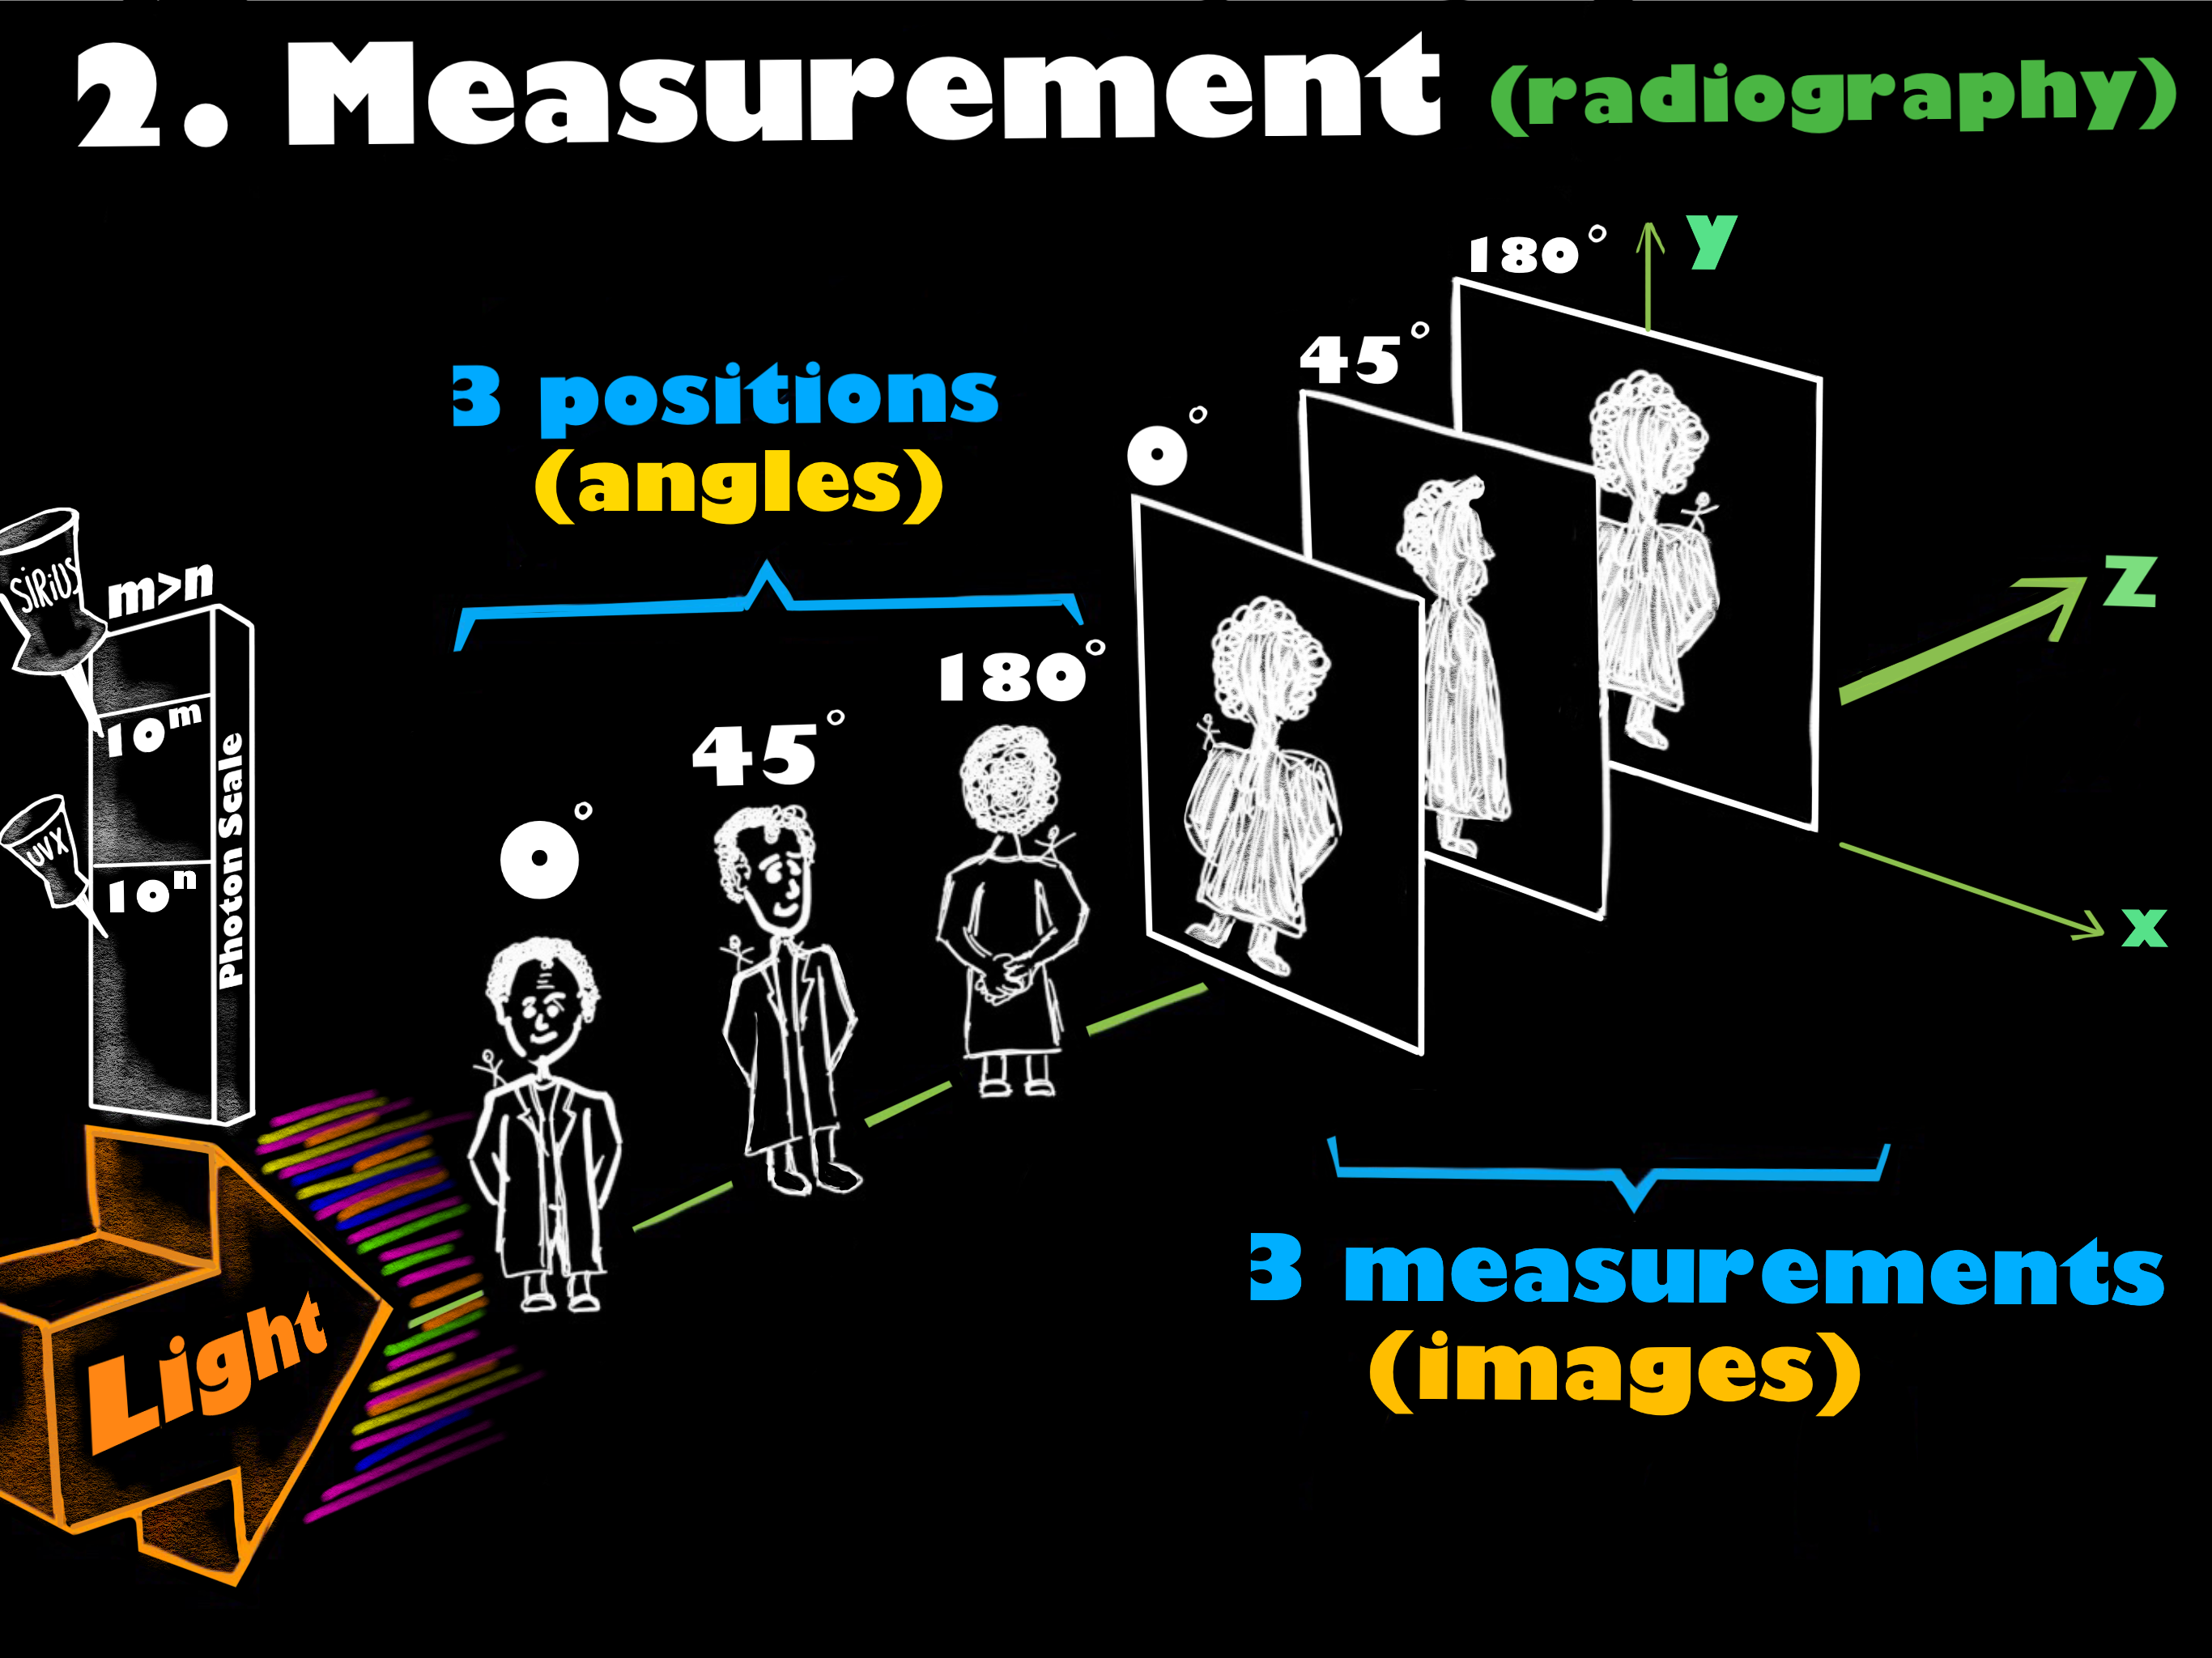 2. Measurement (radiography)
3 positions
(angles)
0°
45°
180°
0°
45°
180°
y
z
x
SiRiUS
m>n
10^m
UVX
10^n
Photon Scale
Light
3 measurements
(images)